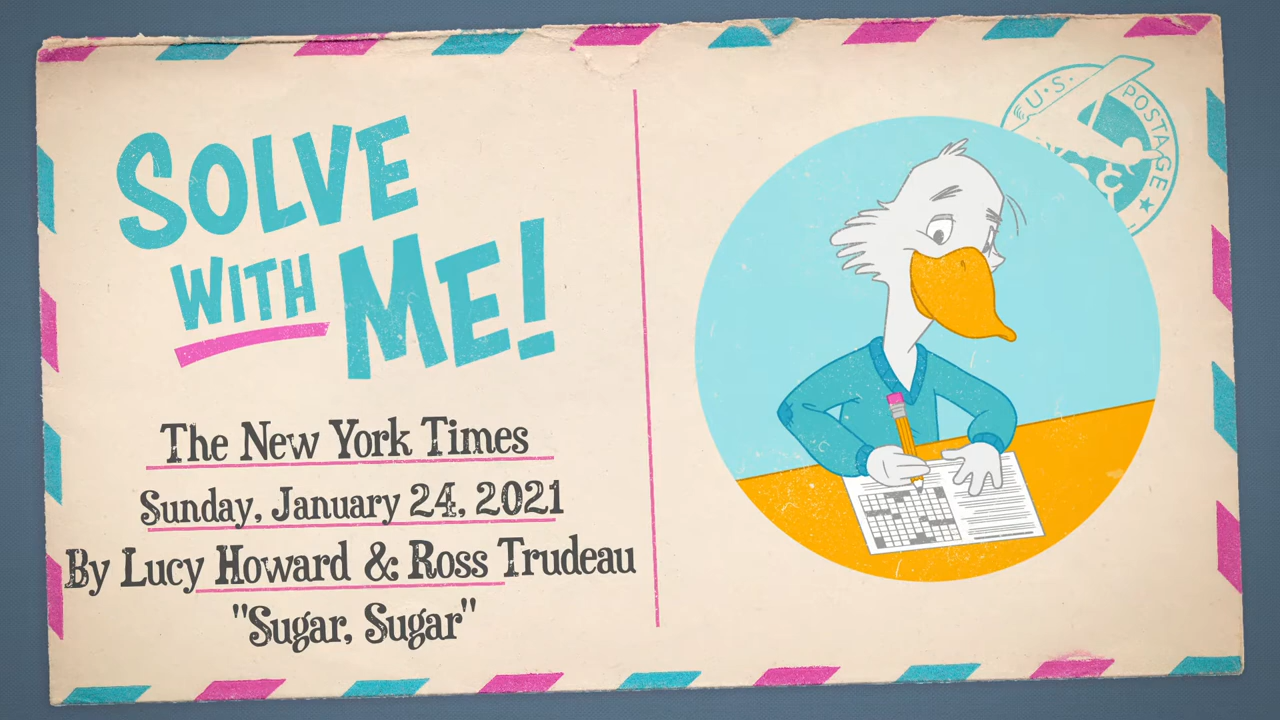 SOLVE
WITH ME!
The New York Times
Sunday, January 24, 2021
By Lucy Howard & Ross Trudeau
"Sugar, Sugar"
U.S. POSTAGE